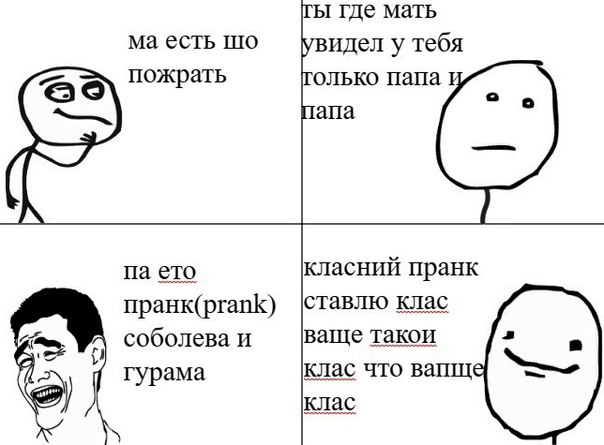 ма есть шо
пожрать
ты где мать
увидел у тебя
только папа и
папа
па ето
пранк(prank)
соболева и
гурама
класний пранк
ставлю клас
ваще такои
клас что вапще
клас